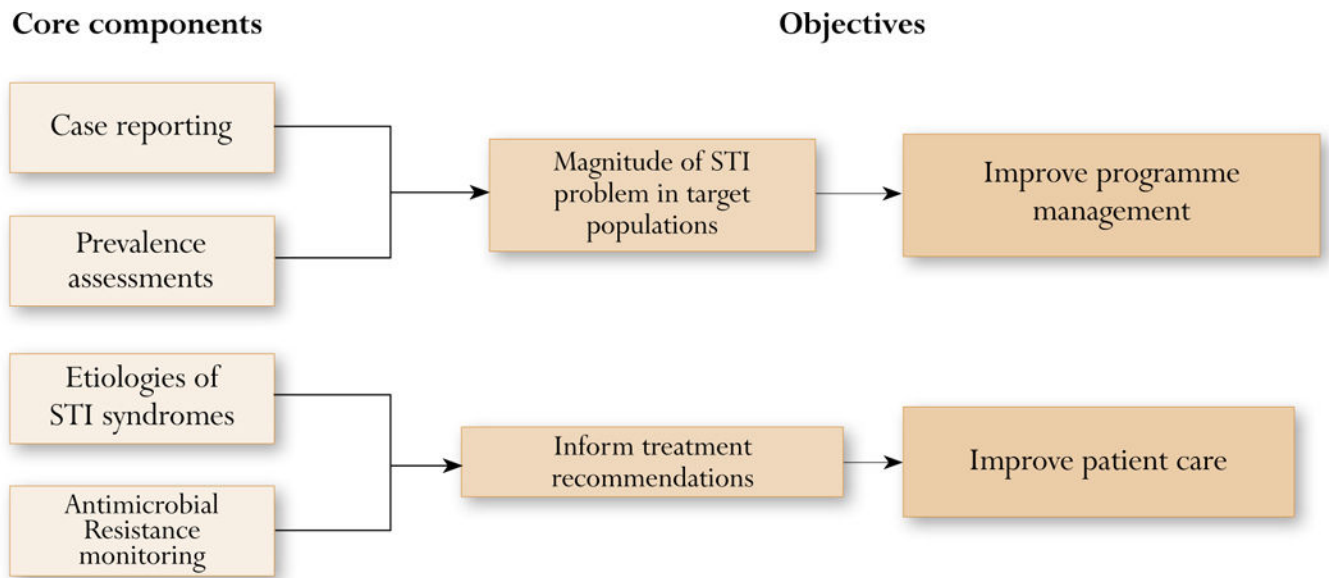 Core components
Objectives
Case reporting
Magnitude of STI
problem in target
populations
Improve programme
management
Prevalence
assessments
Etiologies of
STI syndromes
Inform treatment
recommendations
Improve patient care
Antimicrobial
Resistance
monitoring